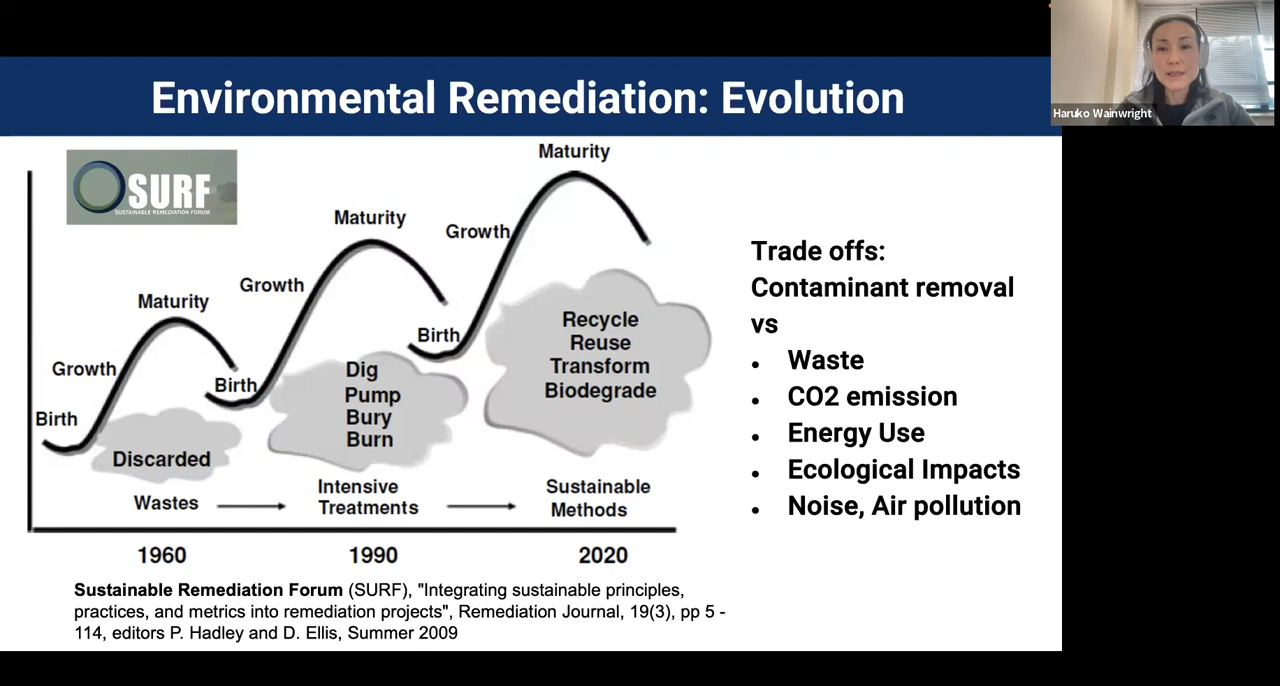 Environmental Remediation: Evolution
Haruko Wainwright
SURF
SUSTAINABLE REMEDIATION FORUM
Birth
Growth
Maturity
Discarded
Birth
Growth
Maturity
Dig
Pump
Bury
Burn
Birth
Growth
Maturity
Recycle
Reuse
Transform
Biodegrade
Wastes
Intensive
Treatments
Sustainable
Methods
1960
1990
2020
Trade offs:
Contaminant removal
vs
• Waste
• CO2 emission
• Energy Use
• Ecological Impacts
• Noise, Air pollution
Sustainable Remediation Forum (SURF), "Integrating sustainable principles,
practices, and metrics into remediation projects", Remediation Journal, 19(3), pp 5 -
114, editors P. Hadley and D. Ellis, Summer 2009